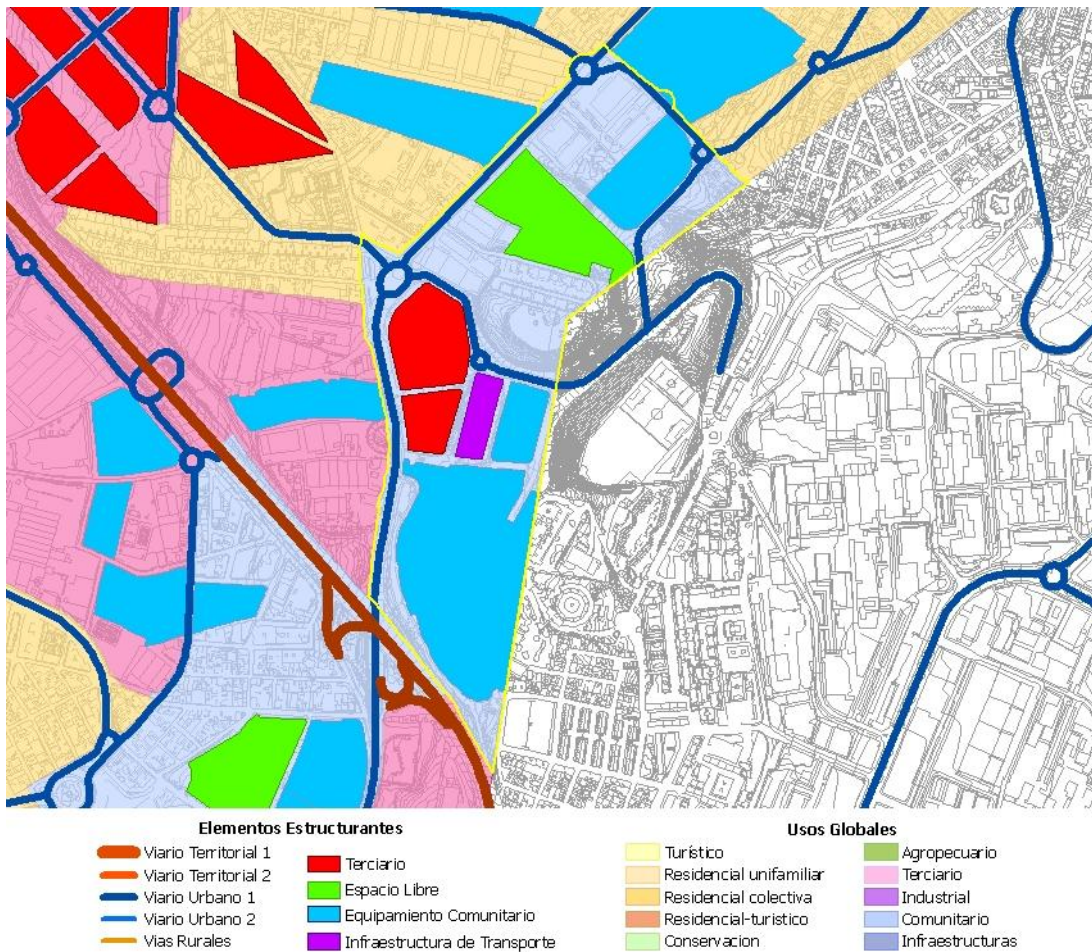 Elementos Estructurantes
Viario Territorial 1
Viario Territorial 2
Viario Urbano 1
Viario Urbano 2
Vias Rurales
Terciario
Espacio Libre
Equipamiento Comunitario
Infraestructura de Transporte
Usos Globales
Turístico
Residencial unifamiliar
Residencial colectiva
Residencial-turistico
Conservacion
Agropecuario
Terciario
Industrial
Comunitario
Infraestructuras